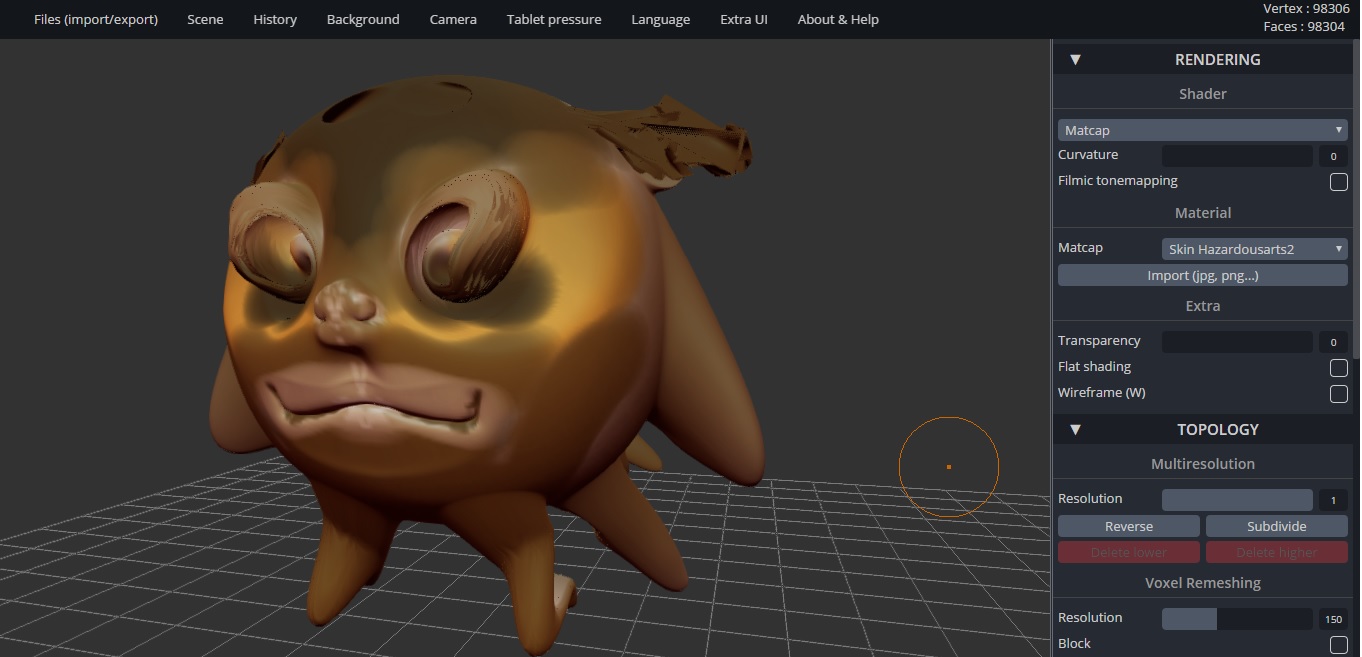 Files (import/export) Scene History Background Camera Tablet pressure Language Extra UI About & Help
Vertex : 98306
Faces : 98304
▼ RENDERING
Shader
Matcap ▼
Curvature 0
Filmic tonemapping
Material
Matcap Skin Hazardousarts2 ▼
Import (jpg, png...)
Extra
Transparency 0
Flat shading
Wireframe (W)
▼ TOPOLOGY
Multiresolution
Resolution 1
Reverse Subdivide
Delete lower Delete higher
Voxel Remeshing
Resolution 150
Block